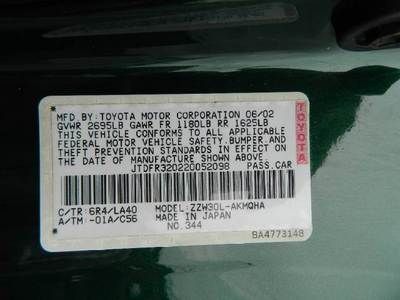 MFD. BY: TOYOTA MOTOR CORPORATION 06/02
GVWR 2695LB GAWR FR 1180LB RR 1625LB
THIS VEHICLE CONFORMS TO ALL APPLICABLE
FEDERAL MOTOR VEHICLE SAFETY, BUMPER, AND
THEFT PREVENTION STANDARDS IN EFFECT ON
THE DATE OF MANUFACTURE SHOWN ABOVE.
JTDFR320220052098 PASS.CAR
C/TR: 6R4/LA40 MODEL: ZZW30L-AKMQHA
A/TM: -01A/C56 MADE IN JAPAN
NO.344
BA4773148
TOYOTA